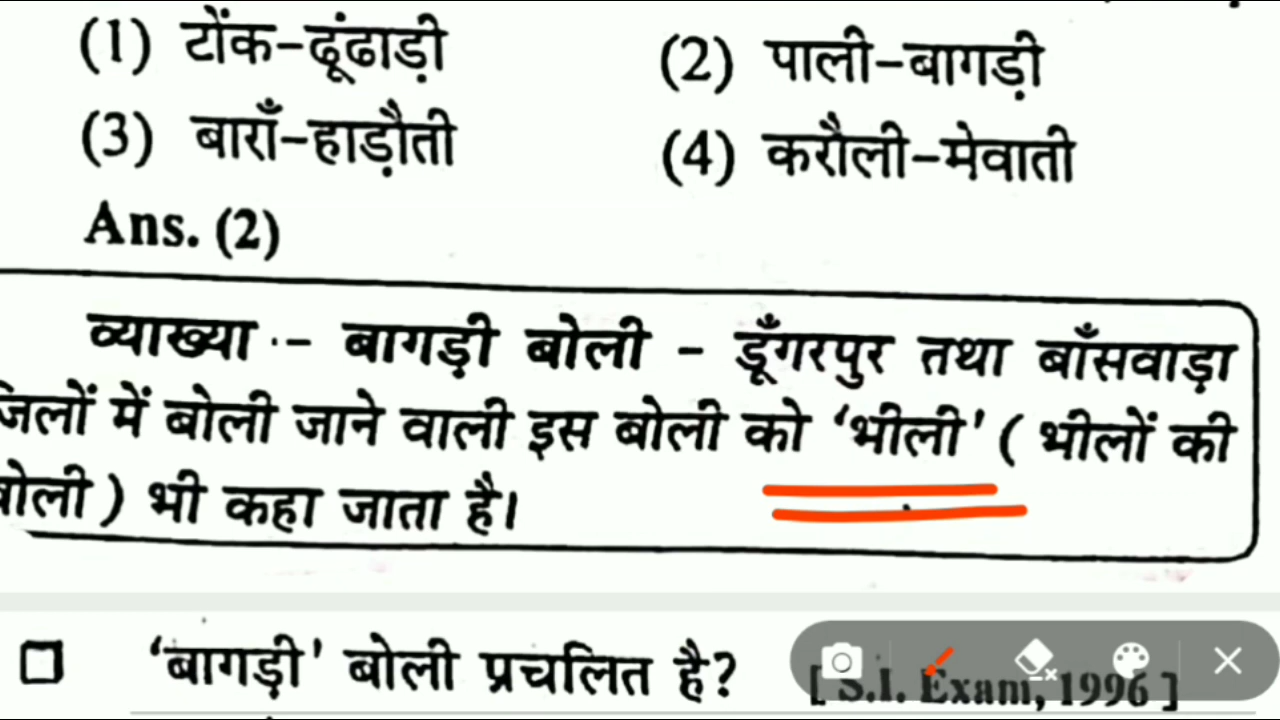 (1) टोंक-ढूंढाड़ी (2) पाली-बागड़ी
(3) बाराँ-हाड़ौती (4) करौली-मेवाती
Ans. (2)
व्याख्या :- बागड़ी बोली - डूँगरपुर तथा बाँसवाड़ा
जिलों में बोली जाने वाली इस बोली को 'भीली' ( भीलों की
बोली ) भी कहा जाता है।
'बागड़ी' बोली प्रचलित है? [ S.I. Exam, 1996 ]